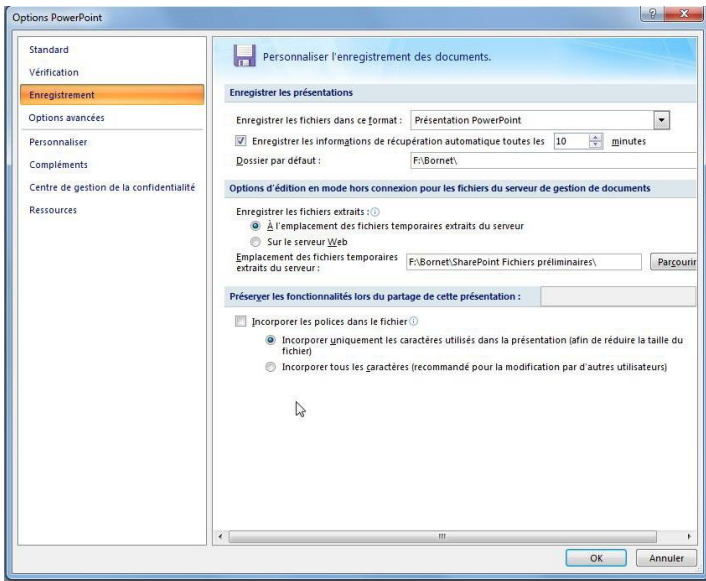 Options PowerPoint
Standard
Vérification
Enregistrement
Options avancées
Personnaliser
Compléments
Centre de gestion de la confidentialité
Ressources
Personnaliser l'enregistrement des documents.
Enregistrer les présentations
Enregistrer les fichiers dans ce format : Présentation PowerPoint
Enregistrer les informations de récupération automatique toutes les 10 minutes
Dossier par défaut : F:\Bornet\
Options d'édition en mode hors connexion pour les fichiers du serveur de gestion de documents
Enregistrer les fichiers extraits :
À l'emplacement des fichiers temporaires extraits du serveur
Sur le serveur Web
Emplacement des fichiers temporaires
extraits du serveur : F:\Bornet\SharePoint Fichiers préliminaires\ Parcourir
Préserver les fonctionnalités lors du partage de cette présentation :
Incorporer les polices dans le fichier
Incorporer uniquement les caractères utilisés dans la présentation (afin de réduire la taille du
fichier)
Incorporer tous les caractères (recommandé pour la modification par d'autres utilisateurs)
OK Annuler